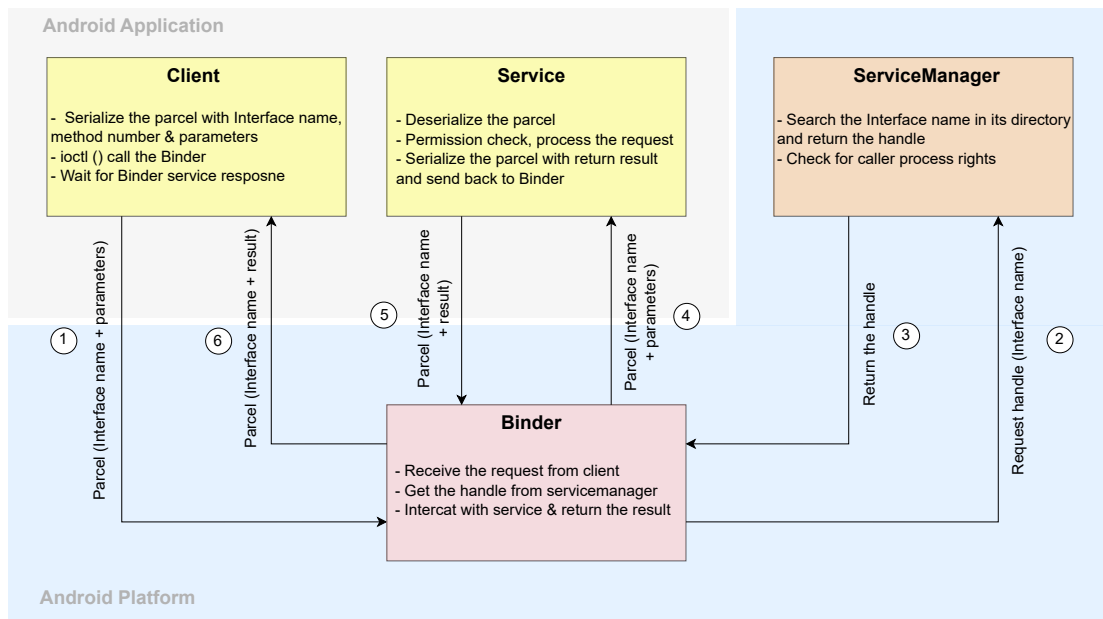 Android Application
Client
- Serialize the parcel with Interface name,
method number & parameters
- ioctl () call the Binder
- Wait for Binder service resposne
Service
- Deserialize the parcel
- Permission check, process the request
- Serialize the parcel with return result
and send back to Binder
ServiceManager
- Search the Interface name in its directory
and return the handle
- Check for caller process rights
1
Parcel (Interface name + parameters)
6
Parcel (Interface name + result)
5
Parcel (Interface name
+ result)
Parcel (Interface name
+ parameters)
4
Return the handle
3
Request handle (Interface name)
2
Binder
- Receive the request from client
- Get the handle from servicemanager
- Intercat with service & return the result
Android Platform